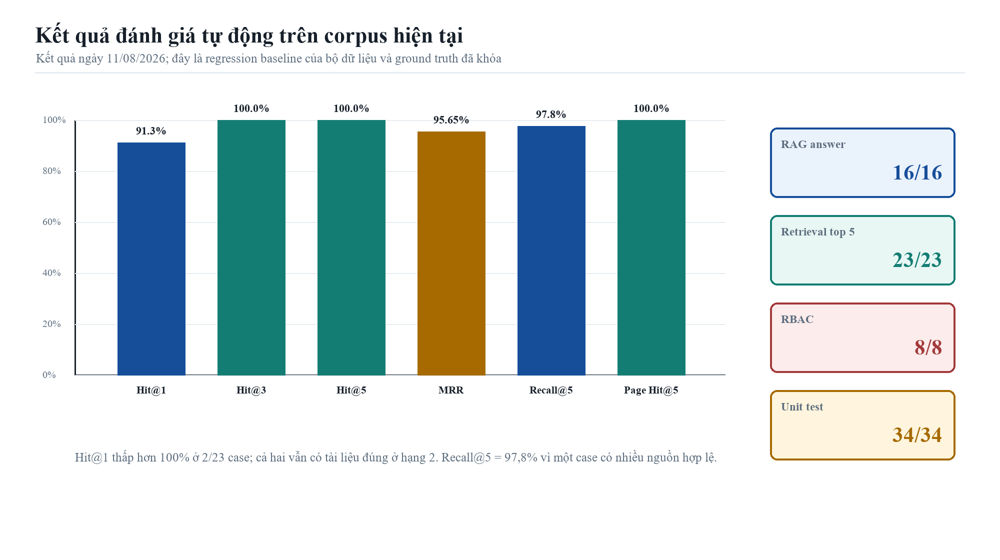 Kết quả đánh giá tự động trên corpus hiện tại
Kết quả ngày 11/08/2026; đây là regression baseline của bộ dữ liệu và ground truth đã khóa
100%
80%
60%
40%
20%
0%
91.3%
100.0%
100.0%
95.65%
97.8%
100.0%
Hit@1
Hit@3
Hit@5
MRR
Recall@5
Page Hit@5
RAG answer
16/16
Retrieval top 5
23/23
RBAC
8/8
Unit test
34/34
Hit@1 thấp hơn 100% ở 2/23 case; cả hai vẫn có tài liệu đúng ở hạng 2. Recall@5 = 97,8% vì một case có nhiều nguồn hợp lệ.